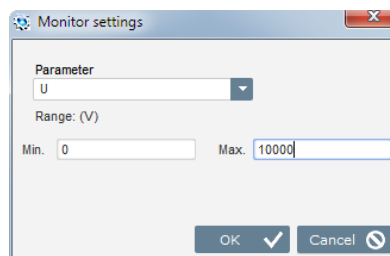 Monitor settings
Parameter
U
Range: (V)
Min. 0 Max. 10000
OK Cancel